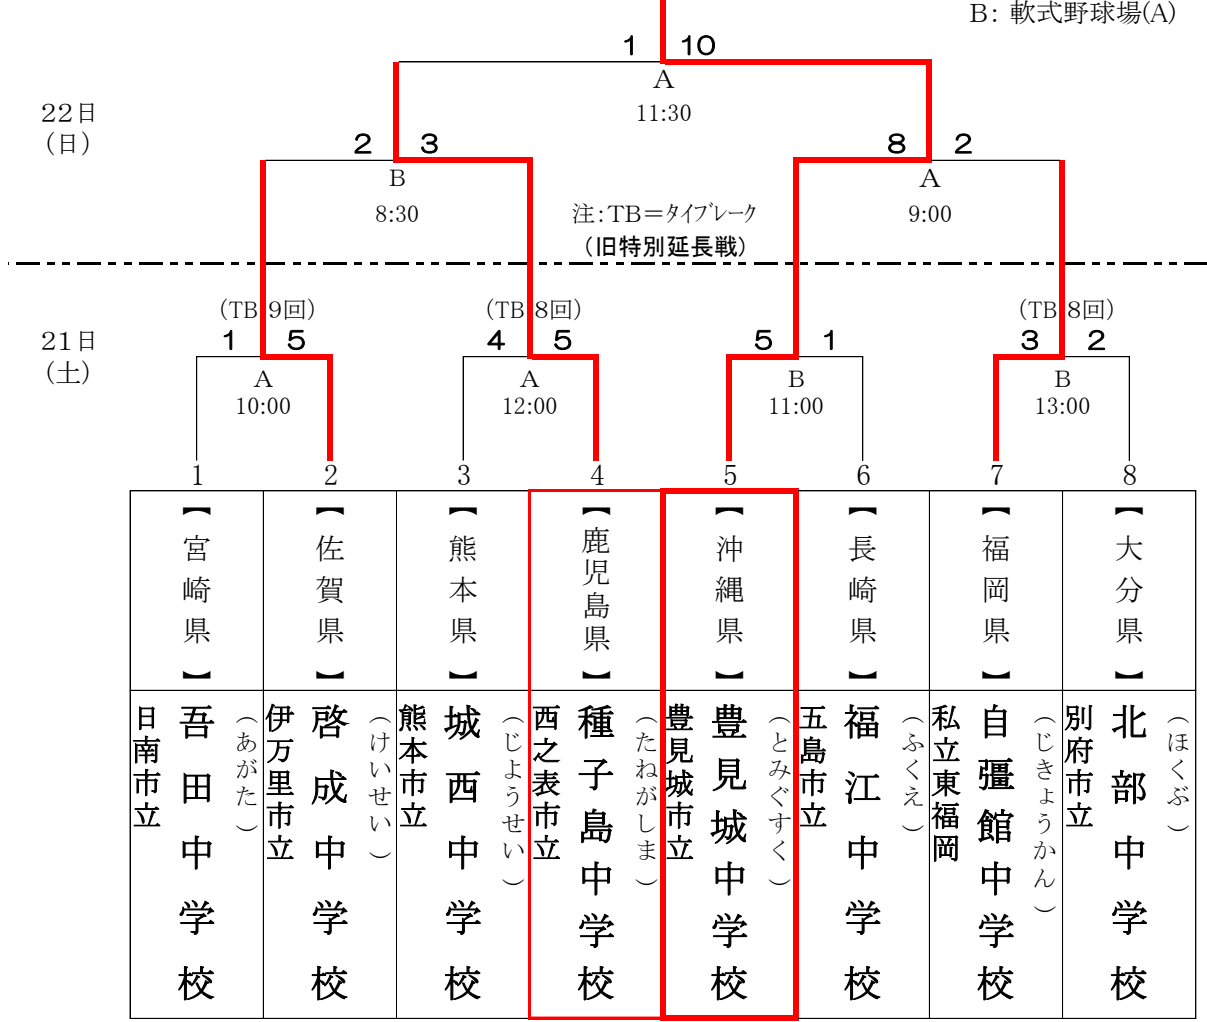 B: 軟式野球場(A)
1 10
A
11:30
22日
(日)
2 3
B
8:30
8 2
A
9:00
注:TB=タイブレーク
(旧特別延長戦)
21日
(土)
(TB 9回)
1 5
A
10:00
(TB 8回)
4 5
A
12:00
5 1
B
11:00
(TB 8回)
3 2
B
13:00
1 2 3 4 5 6 7 8
【宮崎県】
【佐賀県】
【熊本県】
【鹿児島県】
【沖縄県】
【長崎県】
【福岡県】
【大分県】
日南市立
吾田中学校
(あがた)
伊万里市立
啓成中学校
(けいせい)
熊本市立
城西中学校
(じようせい)
西之表市立
種子島中学校
(たねがしま)
豊見城市立
豊見城中学校
(とみぐすく)
五島市立
福江中学校
(ふくえ)
私立東福岡
自彊館中学校
(じきょうかん)
別府市立
北部中学校
(ほくぶ)